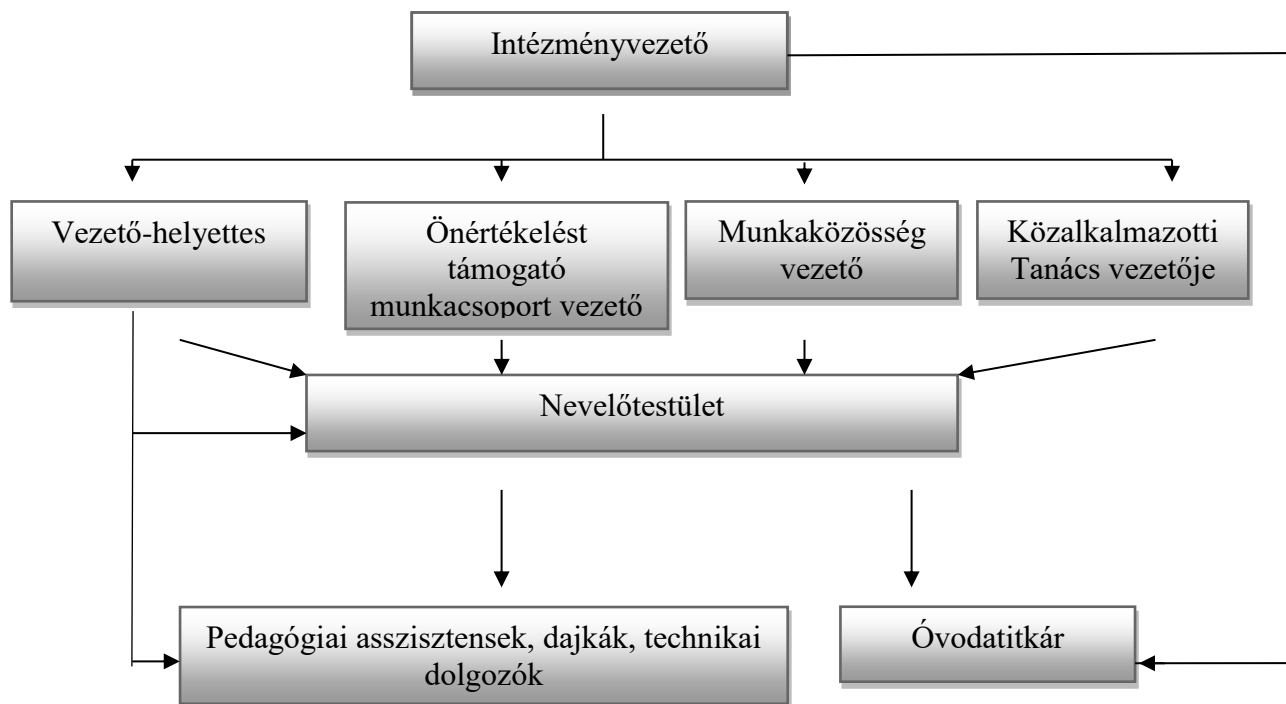 Intézményvezető
Vezető-helyettes
Önértékelést
támogató
munkacsoport vezető
Munkaközösség
vezető
Közalkalmazotti
Tanács vezetője
Nevelőtestület
Pedagógiai asszisztensek, dajkák, technikai
dolgozók
Óvodatitkár